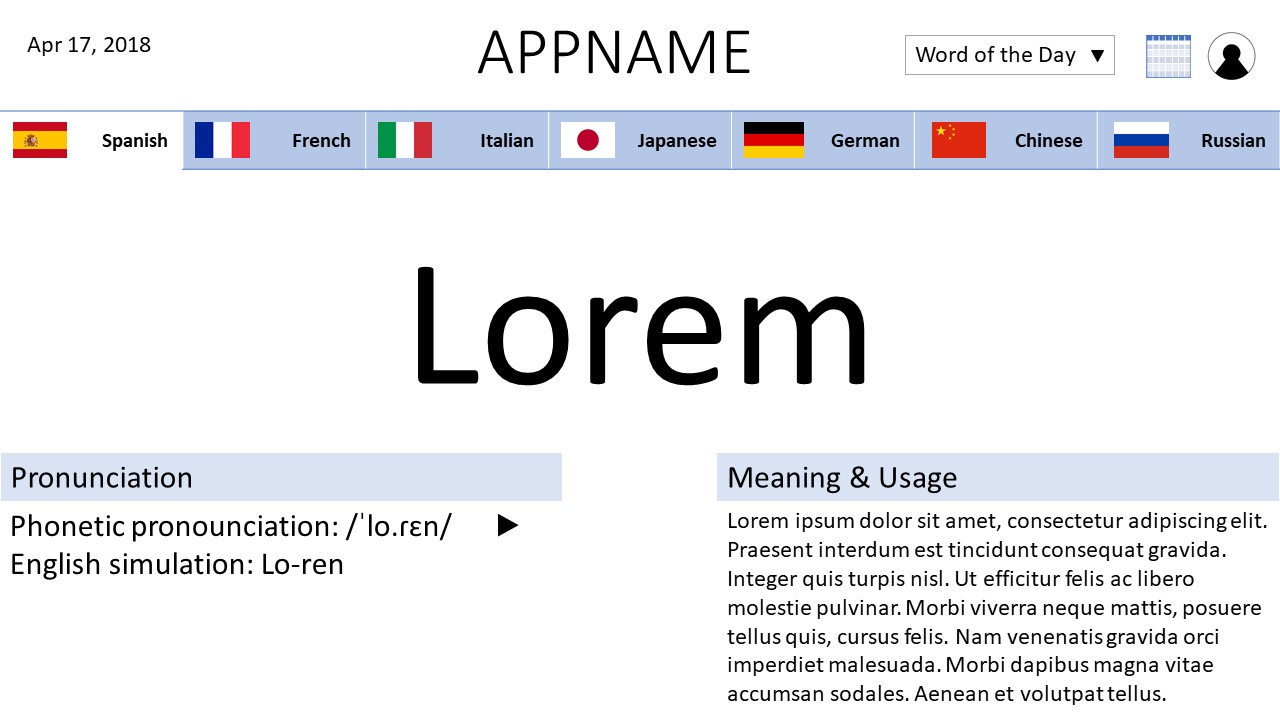 Apr 17, 2018
APPNAME
Word of the Day
Spanish
French
Italian
Japanese
German
Chinese
Russian
Lorem
Pronunciation
Phonetic pronounciation: /ˈlo.ɾɛn/
English simulation: Lo-ren
Meaning & Usage
Lorem ipsum dolor sit amet, consectetur adipiscing elit.
Praesent interdum est tincidunt consequat gravida.
Integer quis turpis nisl. Ut efficitur felis ac libero
molestie pulvinar. Morbi viverra neque mattis, posuere
tellus quis, cursus felis. Nam venenatis gravida orci
imperdiet malesuada. Morbi dapibus magna vitae
accumsan sodales. Aenean et volutpat tellus.